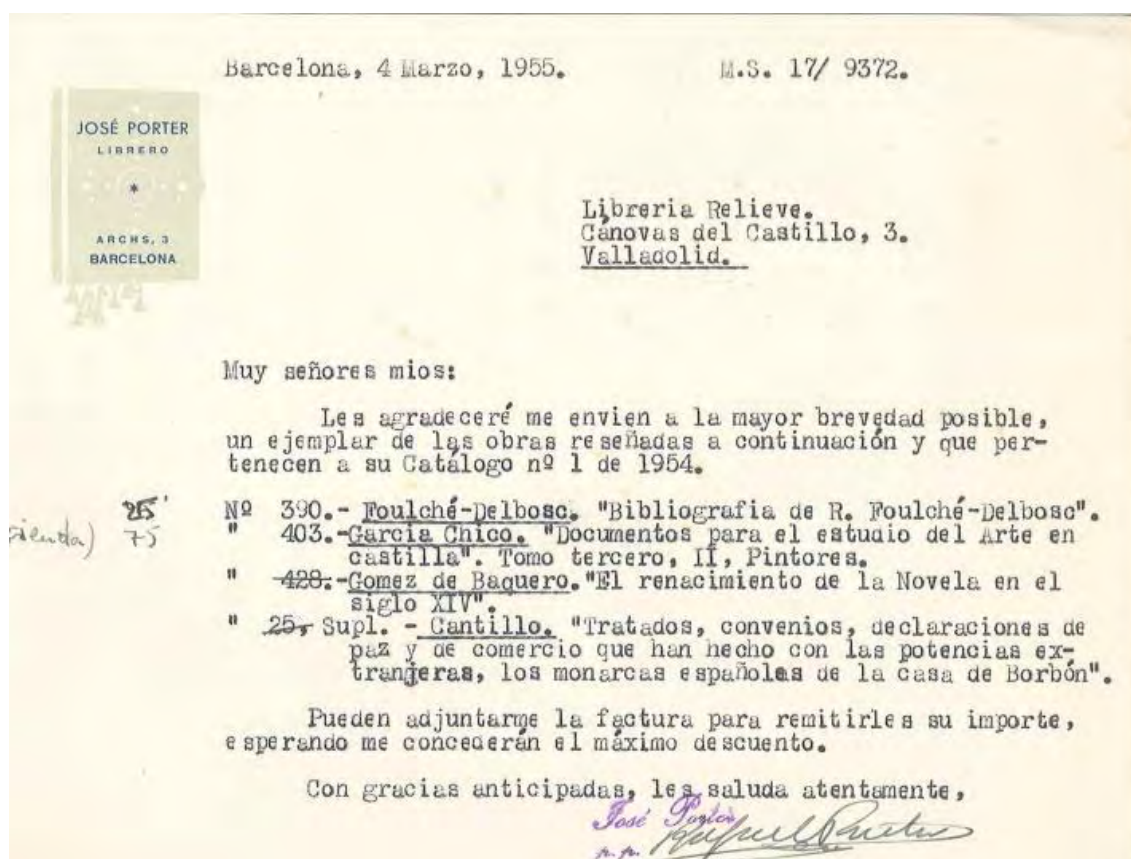 Barcelona, 4 Marzo, 1955. M.S. 17/ 9372.
JOSÉ PORTER
LIBRERO
ARCHS, 3
BARCELONA
Libreria Relieve.
Cánovas del Castillo, 3.
Valladolid.
Muy señores mios:
Les agradeceré me envien a la mayor brevedad posible,
un ejemplar de las obras reseñadas a continuación y que per-
tenecen a su Catálogo nº 1 de 1954.
25 Nº 390.- Foulché-Delbosc. "Bibliografia de R. Foulché-Delbosc".
75 " 403.-Garcia Chico. "Documentos para el estudio del Arte en
castilla". Tomo tercero, II, Pintores.
" 428.-Gomez de Baquero."El renacimiento de la Novela en el
siglo XIV".
" 25, Supl. - Cantillo. "Tratados, convenios, declaraciones de
paz y de comercio que han hecho con las potencias ex-
tranjeras, los monarcas españoles de la casa de Borbón".
Pueden adjuntarme la factura para remitirles su importe,
esperando me concederán el máximo descuento.
Con gracias anticipadas, les saluda atentamente,
José Porter
p.p.